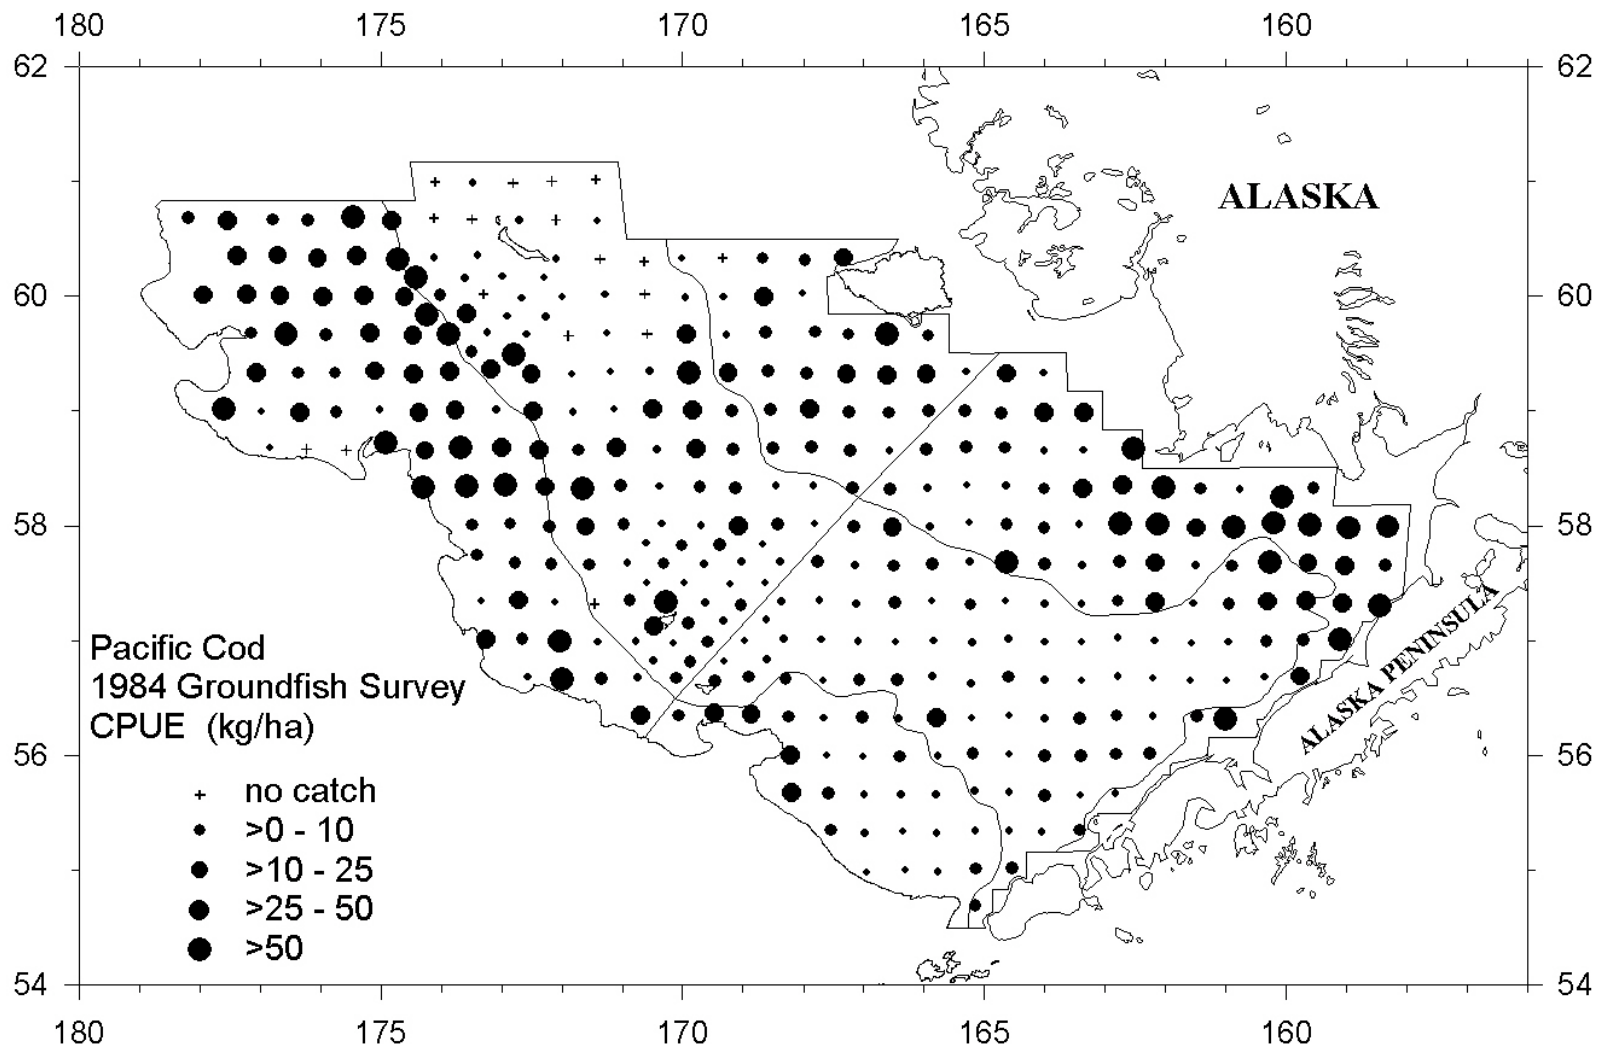 180 175 170 165 160
62 62
ALASKA
60 60
58 58
ALASKA PENINSULA
Pacific Cod
1984 Groundfish Survey
CPUE (kg/ha)
56 56
no catch
>0 - 10
>10 - 25
>25 - 50
>50
54 54
180 175 170 165 160